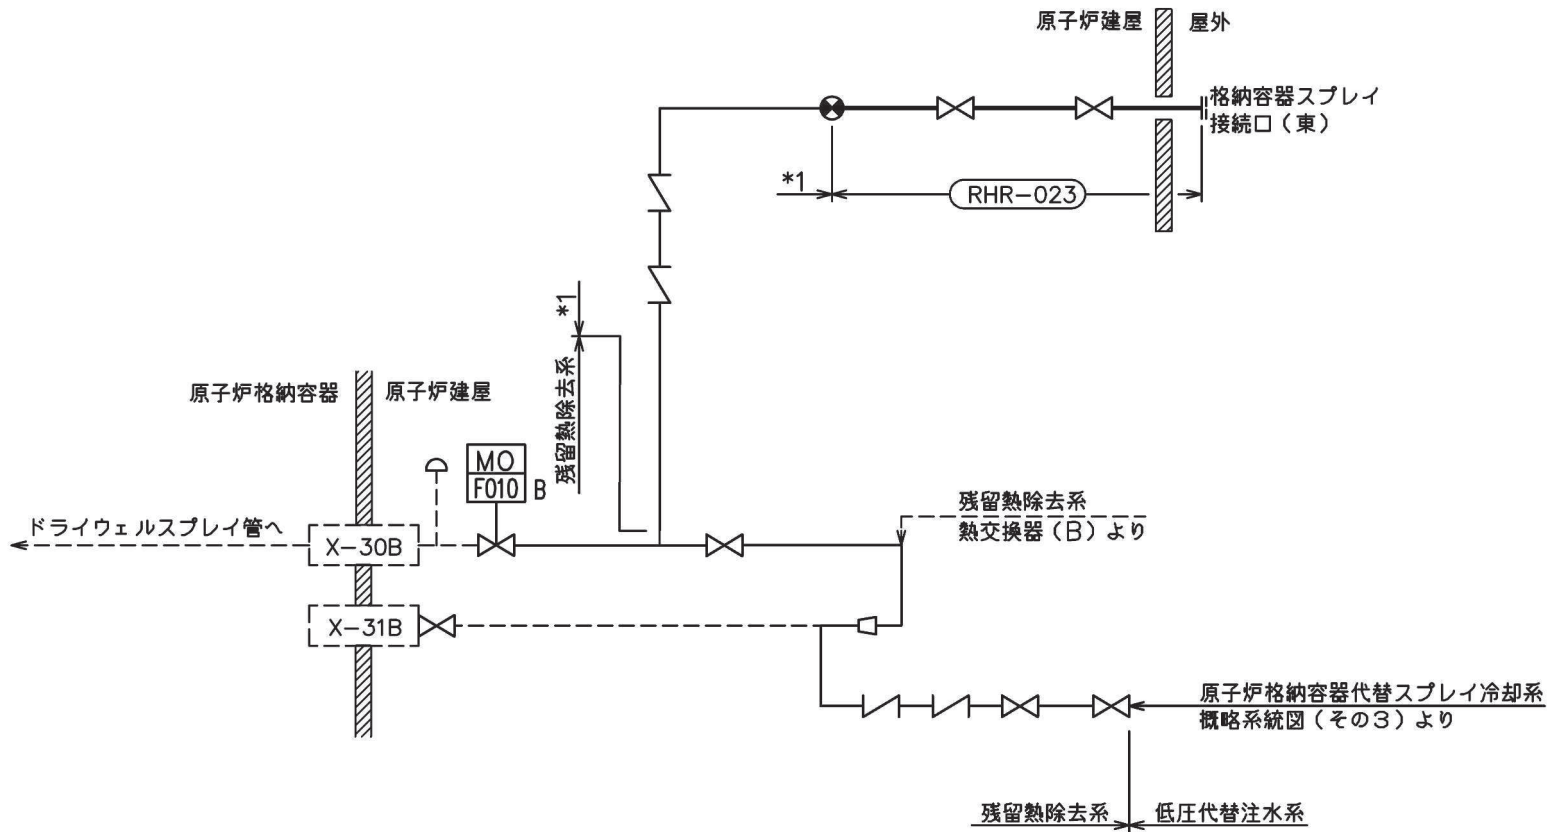 原子炉建屋
屋外
格納容器スプレイ
接続口（東）
*1
RHR-023
*1
残留熱除去系
原子炉格納容器
原子炉建屋
MO
F010 B
残留熱除去系
熱交換器（B）より
ドライウェルスプレイ管へ
X-30B
X-31B
原子炉格納容器代替スプレイ冷却系
概略系統図（その3）より
残留熱除去系
低圧代替注水系